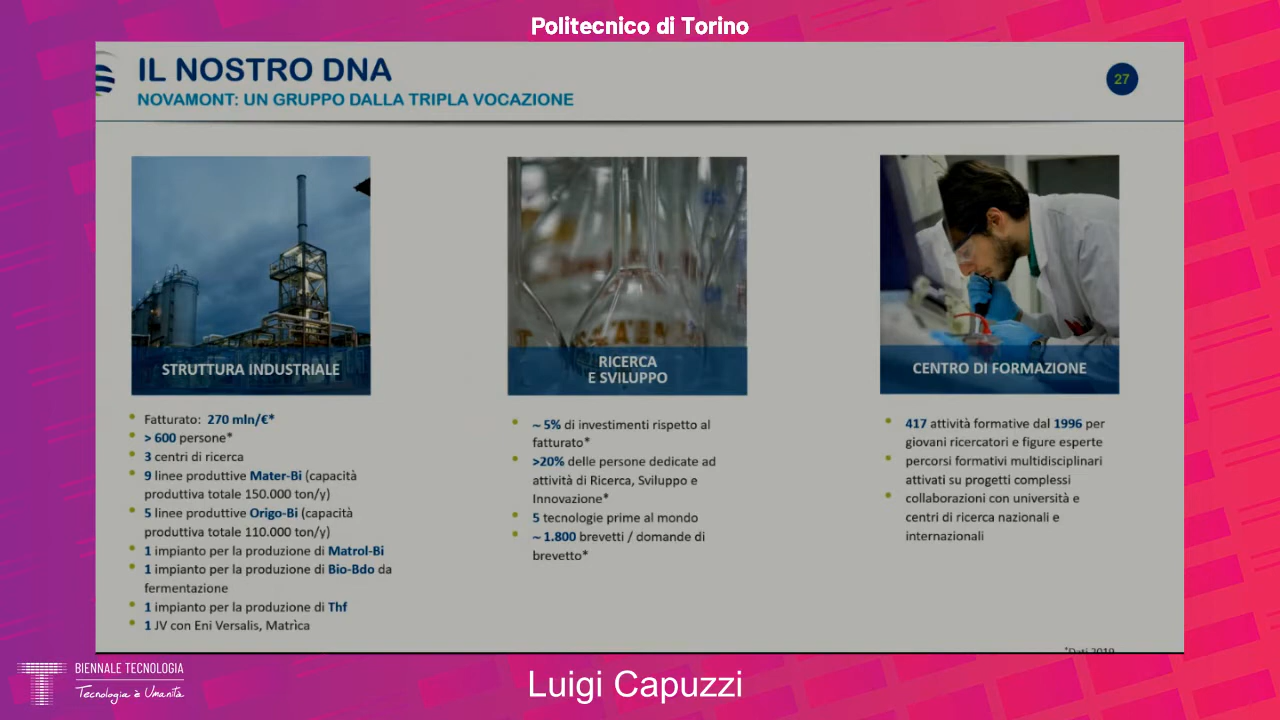 Politecnico di Torino
IL NOSTRO DNA
NOVAMONT: UN GRUPPO DALLA TRIPLA VOCAZIONE
27
STRUTTURA INDUSTRIALE
Fatturato: 270 mln/€*
> 600 persone*
3 centri di ricerca
9 linee produttive Mater-Bi (capacità
produttiva totale 150.000 ton/y)
5 linee produttive Origo-Bi (capacità
produttiva totale 110.000 ton/y)
1 impianto per la produzione di Matrol-Bi
1 impianto per la produzione di Bio-Bdo da
fermentazione
1 impianto per la produzione di Thf
1 JV con Eni Versalis, Matrìca
RICERCA
E SVILUPPO
~ 5% di investimenti rispetto al
fatturato*
>20% delle persone dedicate ad
attività di Ricerca, Sviluppo e
Innovazione*
5 tecnologie prime al mondo
~ 1.800 brevetti / domande di
brevetto*
CENTRO DI FORMAZIONE
417 attività formative dal 1996 per
giovani ricercatori e figure esperte
percorsi formativi multidisciplinari
attivati su progetti complessi
collaborazioni con università e
centri di ricerca nazionali e
internazionali
*Dati 2019
BIENNALE TECNOLOGIA
Tecnologia è Umanità
Luigi Capuzzi